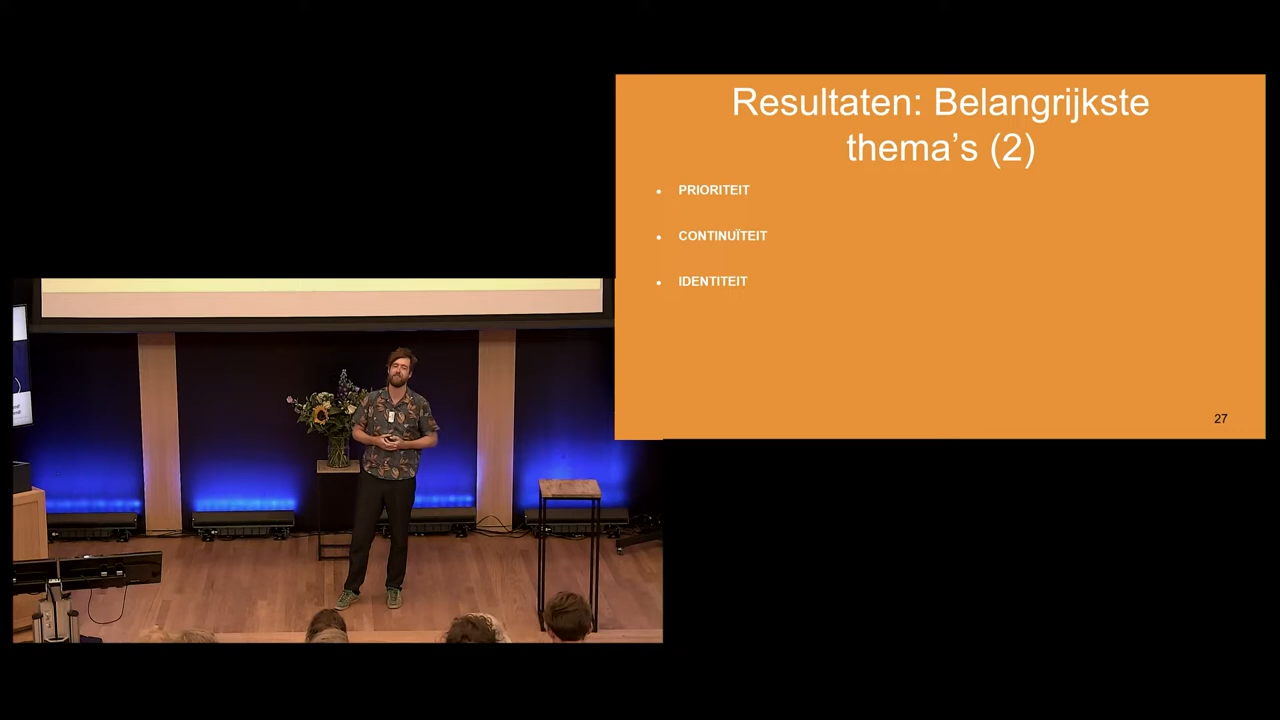 Resultaten: Belangrijkste
thema's (2)
• PRIORITEIT
• CONTINUÏTEIT
• IDENTITEIT
27